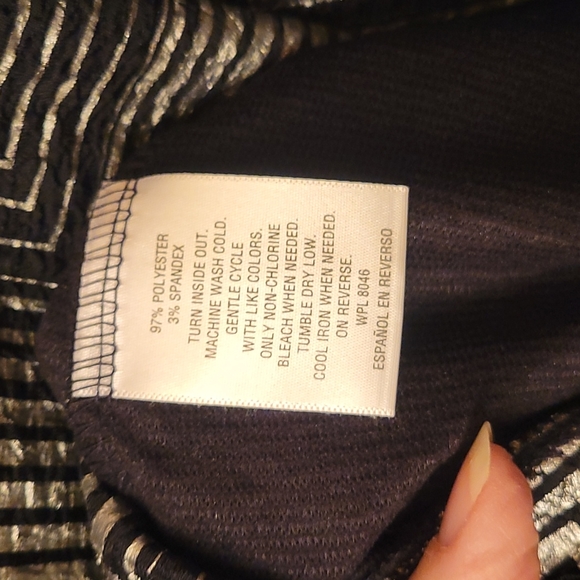 97% POLYESTER
3% SPANDEX
TURN INSIDE OUT.
MACHINE WASH COLD.
GENTLE CYCLE
WITH LIKE COLORS.
ONLY NON-CHLORINE
BLEACH WHEN NEEDED.
TUMBLE DRY LOW.
COOL IRON WHEN NEEDED.
ON REVERSE.
WPL 8046
ESPAÑOL EN REVERSO